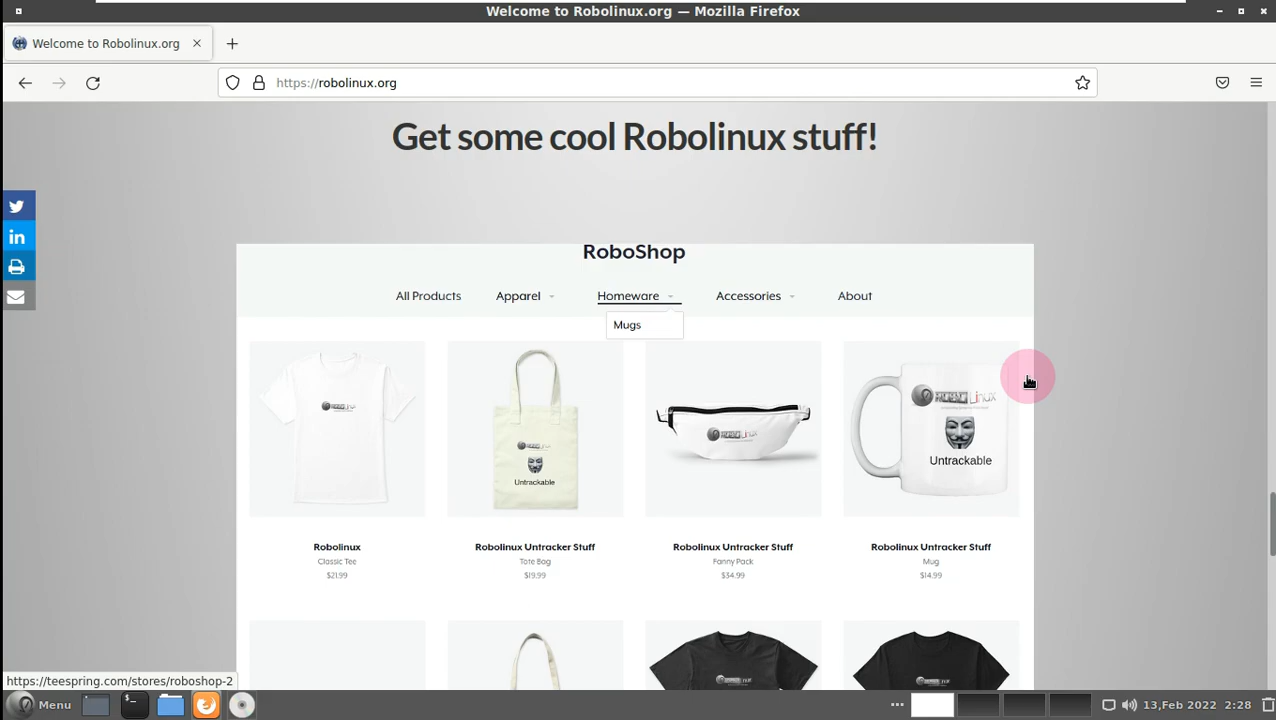 Welcome to Robolinux.org — Mozilla Firefox
Welcome to Robolinux.org
https://robolinux.org
Get some cool Robolinux stuff!
RoboShop
All Products Apparel Homeware Accessories About
Mugs
ROBOLinux
Untrackable
Untrackable
Robolinux
Classic Tee
$21.99
Robolinux Untracker Stuff
Tote Bag
$19.99
Robolinux Untracker Stuff
Fanny Pack
$34.99
Robolinux Untracker Stuff
Mug
$14.99
https://teespring.com/stores/roboshop-2
Menu
13,Feb 2022 2:28